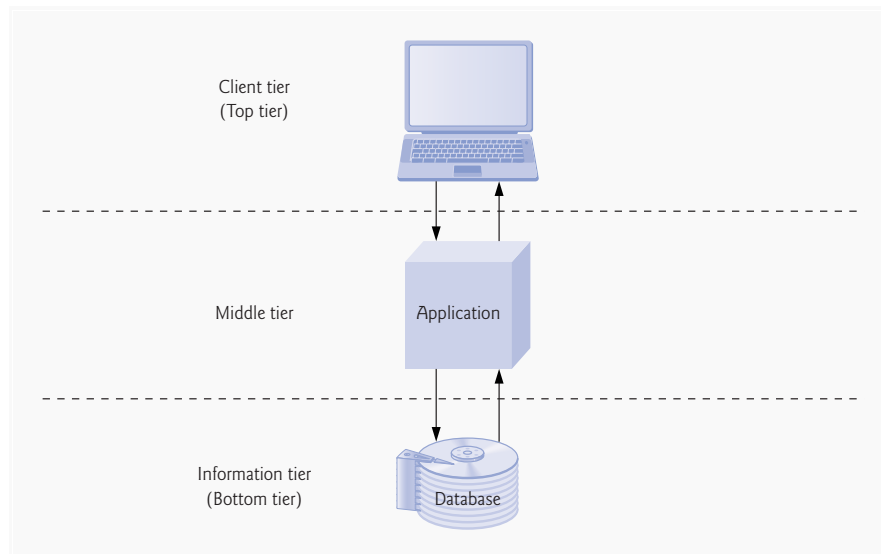 Client tier
(Top tier)
Middle tier
Application
Information tier
(Bottom tier)
Database